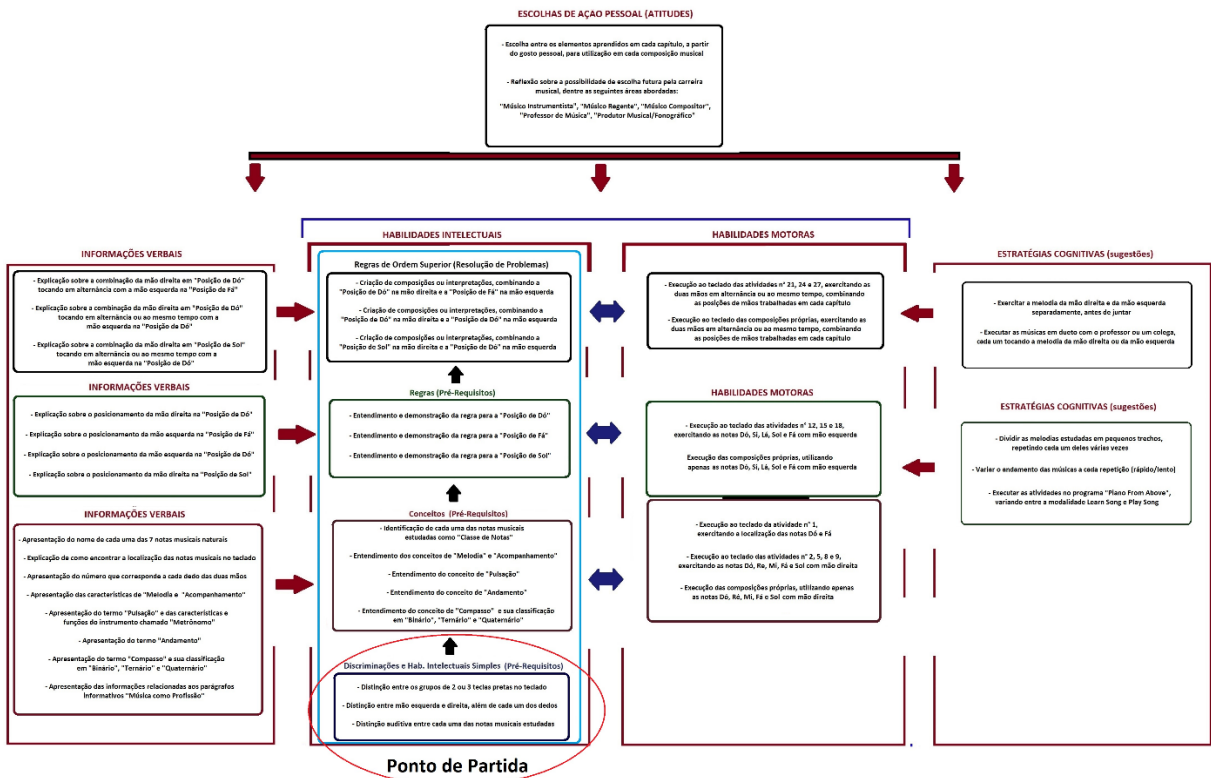 ESCOLHAS DE AÇAO PESSOAL (ATITUDES)
- Escolha entre os elementos aprendidos em cada capítulo, a partir
do gosto pessoal, para utilização em cada composição musical
- Reflexão sobre a possibilidade de escolha futura pela carreira
musical, dentre as seguintes áreas abordadas:
"Músico Instrumentista", "Músico Regente", "Músico Compositor",
"Professor de Música", "Produtor Musical/Fonográfico"
INFORMAÇÕES VERBAIS
- Explicação sobre a combinação da mão direita em "Posição de Dó"
tocando em alternância com a mão esquerda na "Posição de Fá"
- Explicação sobre a combinação da mão direita em "Posição de Dó"
tocando em alternância ou ao mesmo tempo com a
mão esquerda na "Posição de Dó"
- Explicação sobre a combinação da mão direita em "Posição de Sol"
tocando em alternância ou ao mesmo tempo com a
mão esquerda na "Posição de Dó"
INFORMAÇÕES VERBAIS
- Explicação sobre o posicionamento da mão direita na "Posição de Dó"
- Explicação sobre o posicionamento da mão esquerda na "Posição de Fá"
- Explicação sobre o posicionamento da mão esquerda na "Posição de Dó"
- Explicação sobre o posicionamento da mão direita na "Posição de Sol"
INFORMAÇÕES VERBAIS
- Apresentação do nome de cada uma das 7 notas musicais naturais
- Explicação de como encontrar a localização das notas musicais no teclado
- Apresentação do número que corresponde a cada dedo das duas mãos
- Apresentação das características de "Melodia e "Acompanhamento"
- Apresentação do termo "Pulsação" e das características e
funções do instrumento chamado "Metrônomo"
- Apresentação do termo "Andamento"
- Apresentação do termo "Compasso" e sua classificação
em "Binário", "Ternário" e "Quaternário"
- Apresentação das informações relacionadas aos parágrafos
informativos "Música como Profissão"
HABILIDADES INTELECTUAIS
Regras de Ordem Superior (Resolução de Problemas)
- Criação de composições ou interpretações, combinando a
"Posição de Dó" na mão direita e a "Posição de Fá" na mão esquerda
- Criação de composições ou interpretações, combinando a
"Posição de Dó" na mão direita e a "Posição de Dó" na mão esquerda
- Criação de composições ou interpretações, combinando a
"Posição de Sol" na mão direita e a "Posição de Dó" na mão esquerda
Regras (Pré-Requisitos)
- Entendimento e demonstração da regra para a "Posição de Dó"
- Entendimento e demonstração da regra para a "Posição de Fá"
- Entendimento e demonstração da regra para a "Posição de Sol"
Conceitos (Pré-Requisitos)
- Identificação de cada uma das notas musicais
estudadas como "Classe de Notas"
- Entendimento dos conceitos de "Melodia" e "Acompanhamento"
- Entendimento do conceito de "Pulsação"
- Entendimento do conceito de "Andamento"
- Entendimento do conceito de "Compasso" e sua classificação
em "Binário", "Ternário" e "Quaternário"
Discriminações e Hab. Intelectuais Simples (Pré-Requisitos)
- Distinção entre os grupos de 2 ou 3 teclas pretas no teclado
- Distinção entre mão esquerda e direita, além de cada um dos dedos
- Distinção auditiva entre cada uma das notas musicais estudadas
Ponto de Partida
HABILIDADES MOTORAS
- Execução ao teclado das atividades n° 21, 24 e 27, exercitando as
duas mãos em alternância ou ao mesmo tempo, combinando
as posições de mãos trabalhadas em cada capítulo
- Execução ao teclado das composições próprias, exercitando as
duas mãos em alternância ou ao mesmo tempo, combinando
as posições de mãos trabalhadas em cada capítulo
HABILIDADES MOTORAS
- Execução ao teclado das atividades n° 12, 15 e 18,
exercitando as notas Dó, Si, Lá, Sol e Fá com mão esquerda
Execução das composições próprias, utilizando
apenas as notas Dó, Si, Lá, Sol e Fá com mão esquerda
- Execução ao teclado da atividade n° 1,
exercitando a localização das notas Dó e Fá
- Execução ao teclado das atividades n° 2, 5, 8 e 9,
exercitando as notas Dó, Re, Mi, Fá e Sol com mão direita
- Execução das composições próprias, utilizando apenas
as notas Dó, Ré, Mi, Fá e Sol com mão direita
ESTRATÉGIAS COGNITIVAS (sugestões)
- Exercitar a melodia da mão direita e da mão esquerda
separadamente, antes de juntar
- Executar as músicas em dueto com o professor ou um colega,
cada um tocando a melodia da mão direita ou da mão esquerda
ESTRATÉGIAS COGNITIVAS (sugestões)
- Dividir as melodias estudadas em pequenos trechos,
repetindo cada um deles várias vezes
- Variar o andamento das músicas a cada repetição (rápido/lento)
- Executar as atividades no programa "Piano From Above",
variando entre a modalidade Learn Song e Play Song